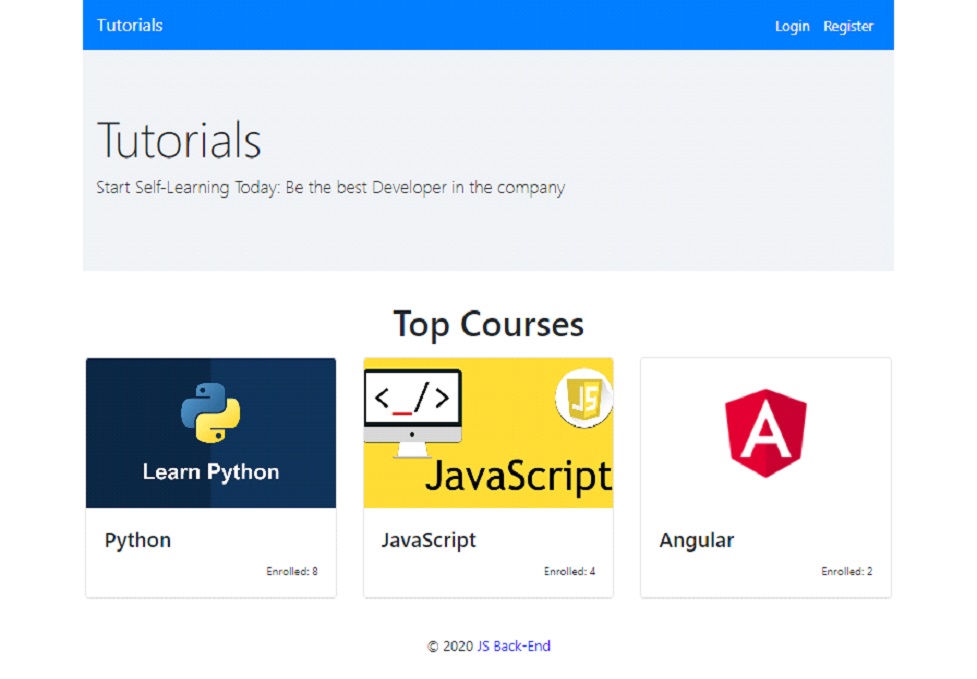 Tutorials
Login Register
Tutorials
Start Self-Learning Today: Be the best Developer in the company
Top Courses
Learn Python
Python
Enrolled: 8
<_/>
JS
JavaScript
JavaScript
Enrolled: 4
A
Angular
Enrolled: 2
© 2020 JS Back-End